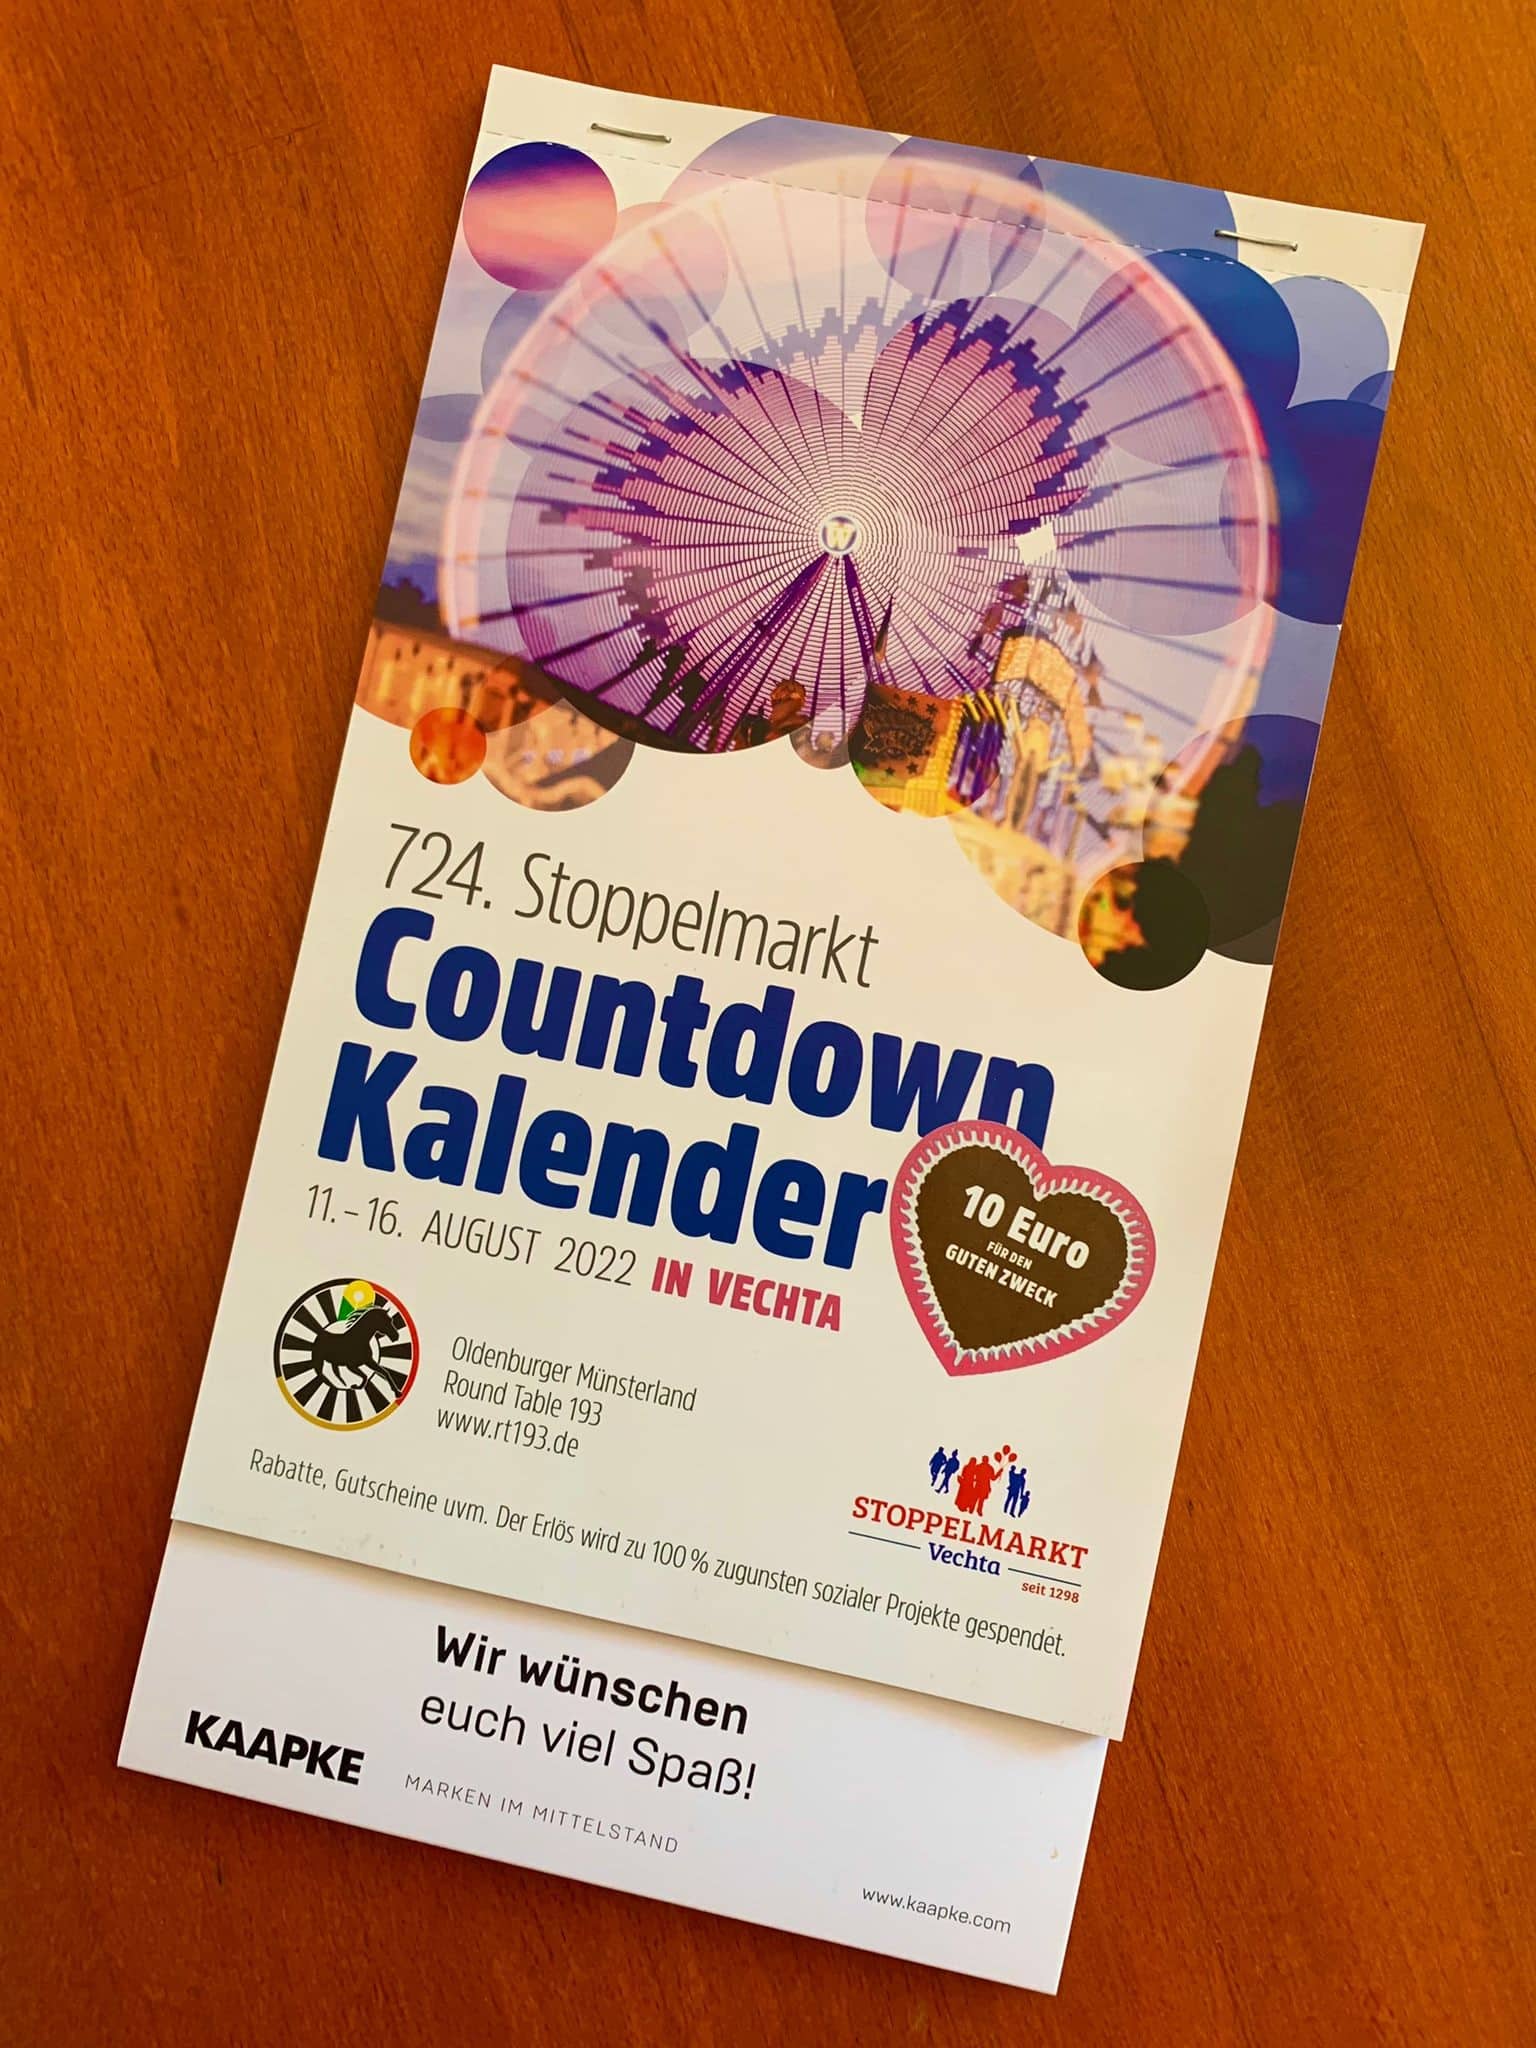 W
724. Stoppelmarkt
Countdown
Kalender
11. – 16. AUGUST 2022 IN VECHTA
10 Euro
FÜR DEN
GUTEN ZWECK
Oldenburger Münsterland
Round Table 193
www.rt193.de
STOPPELMARKT
Vechta
seit 1298
Rabatte, Gutscheine uvm. Der Erlös wird zu 100 % zugunsten sozialer Projekte gespendet.
Wir wünschen
euch viel Spaß!
KAAPKE
MARKEN IM MITTELSTAND
www.kaapke.com